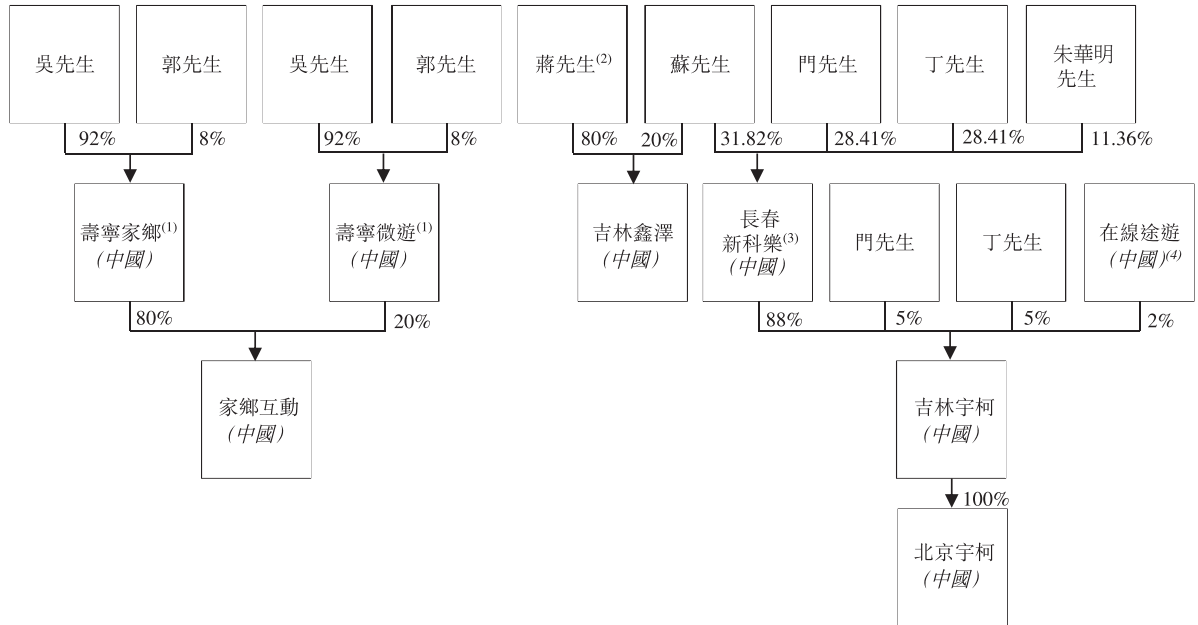 吳先生
郭先生
吳先生
郭先生
蔣先生(2)
蘇先生
門先生
丁先生
朱華明
先生
92%
8%
92%
8%
80%
20%
31.82%
28.41%
28.41%
11.36%
壽寧家鄉(1)
（中國）
壽寧微遊(1)
（中國）
吉林鑫澤
（中國）
長春
新科樂(3)
（中國）
門先生
丁先生
在線途遊
（中國）(4)
80%
20%
88%
5%
5%
2%
家鄉互動
（中國）
吉林宇柯
（中國）
100%
北京宇柯
（中國）